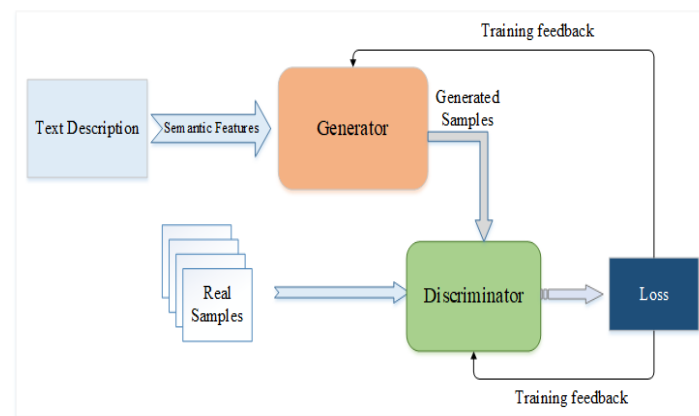 Training feedback
Text Description
Semantic Features
Generator
Generated
Samples
Real
Samples
Discriminator
Loss
Training feedback